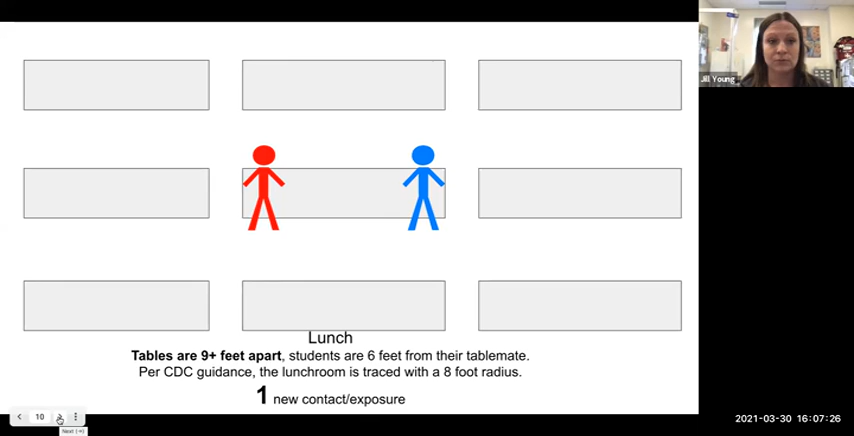 Jill Young
Lunch
Tables are 9+ feet apart, students are 6 feet from their tablemate.
Per CDC guidance, the lunchroom is traced with a 8 foot radius.
1 new contact/exposure
10
Next (→)
2021-03-30 16:07:26